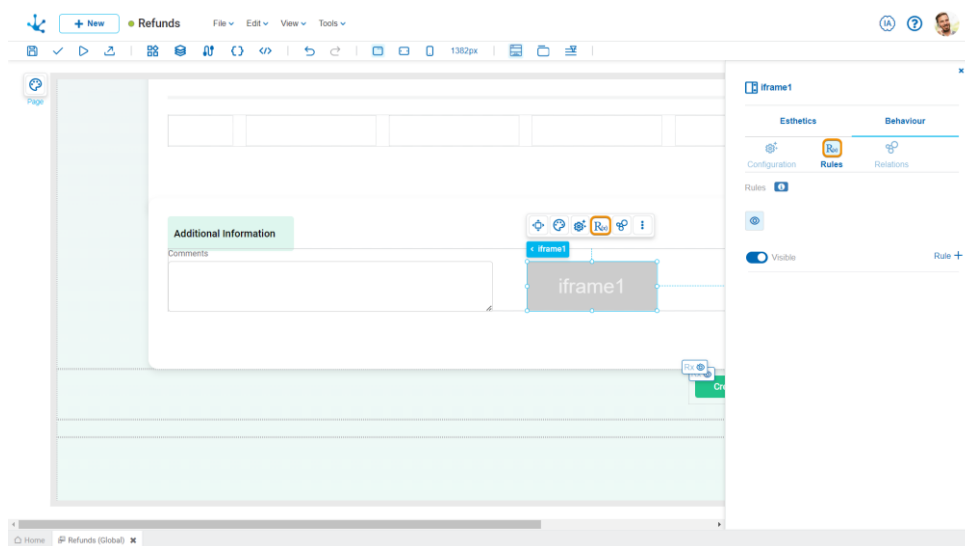 + New
Refunds
File
Edit
View
Tools
IA
?
</>
1382px
Page
iframe1
Esthetics
Behaviour
Configuration
Rules
Relations
Rules
Visible
Rule +
Additional Information
Comments
< iframe1
iframe1
Rx
Home
Refunds (Global)